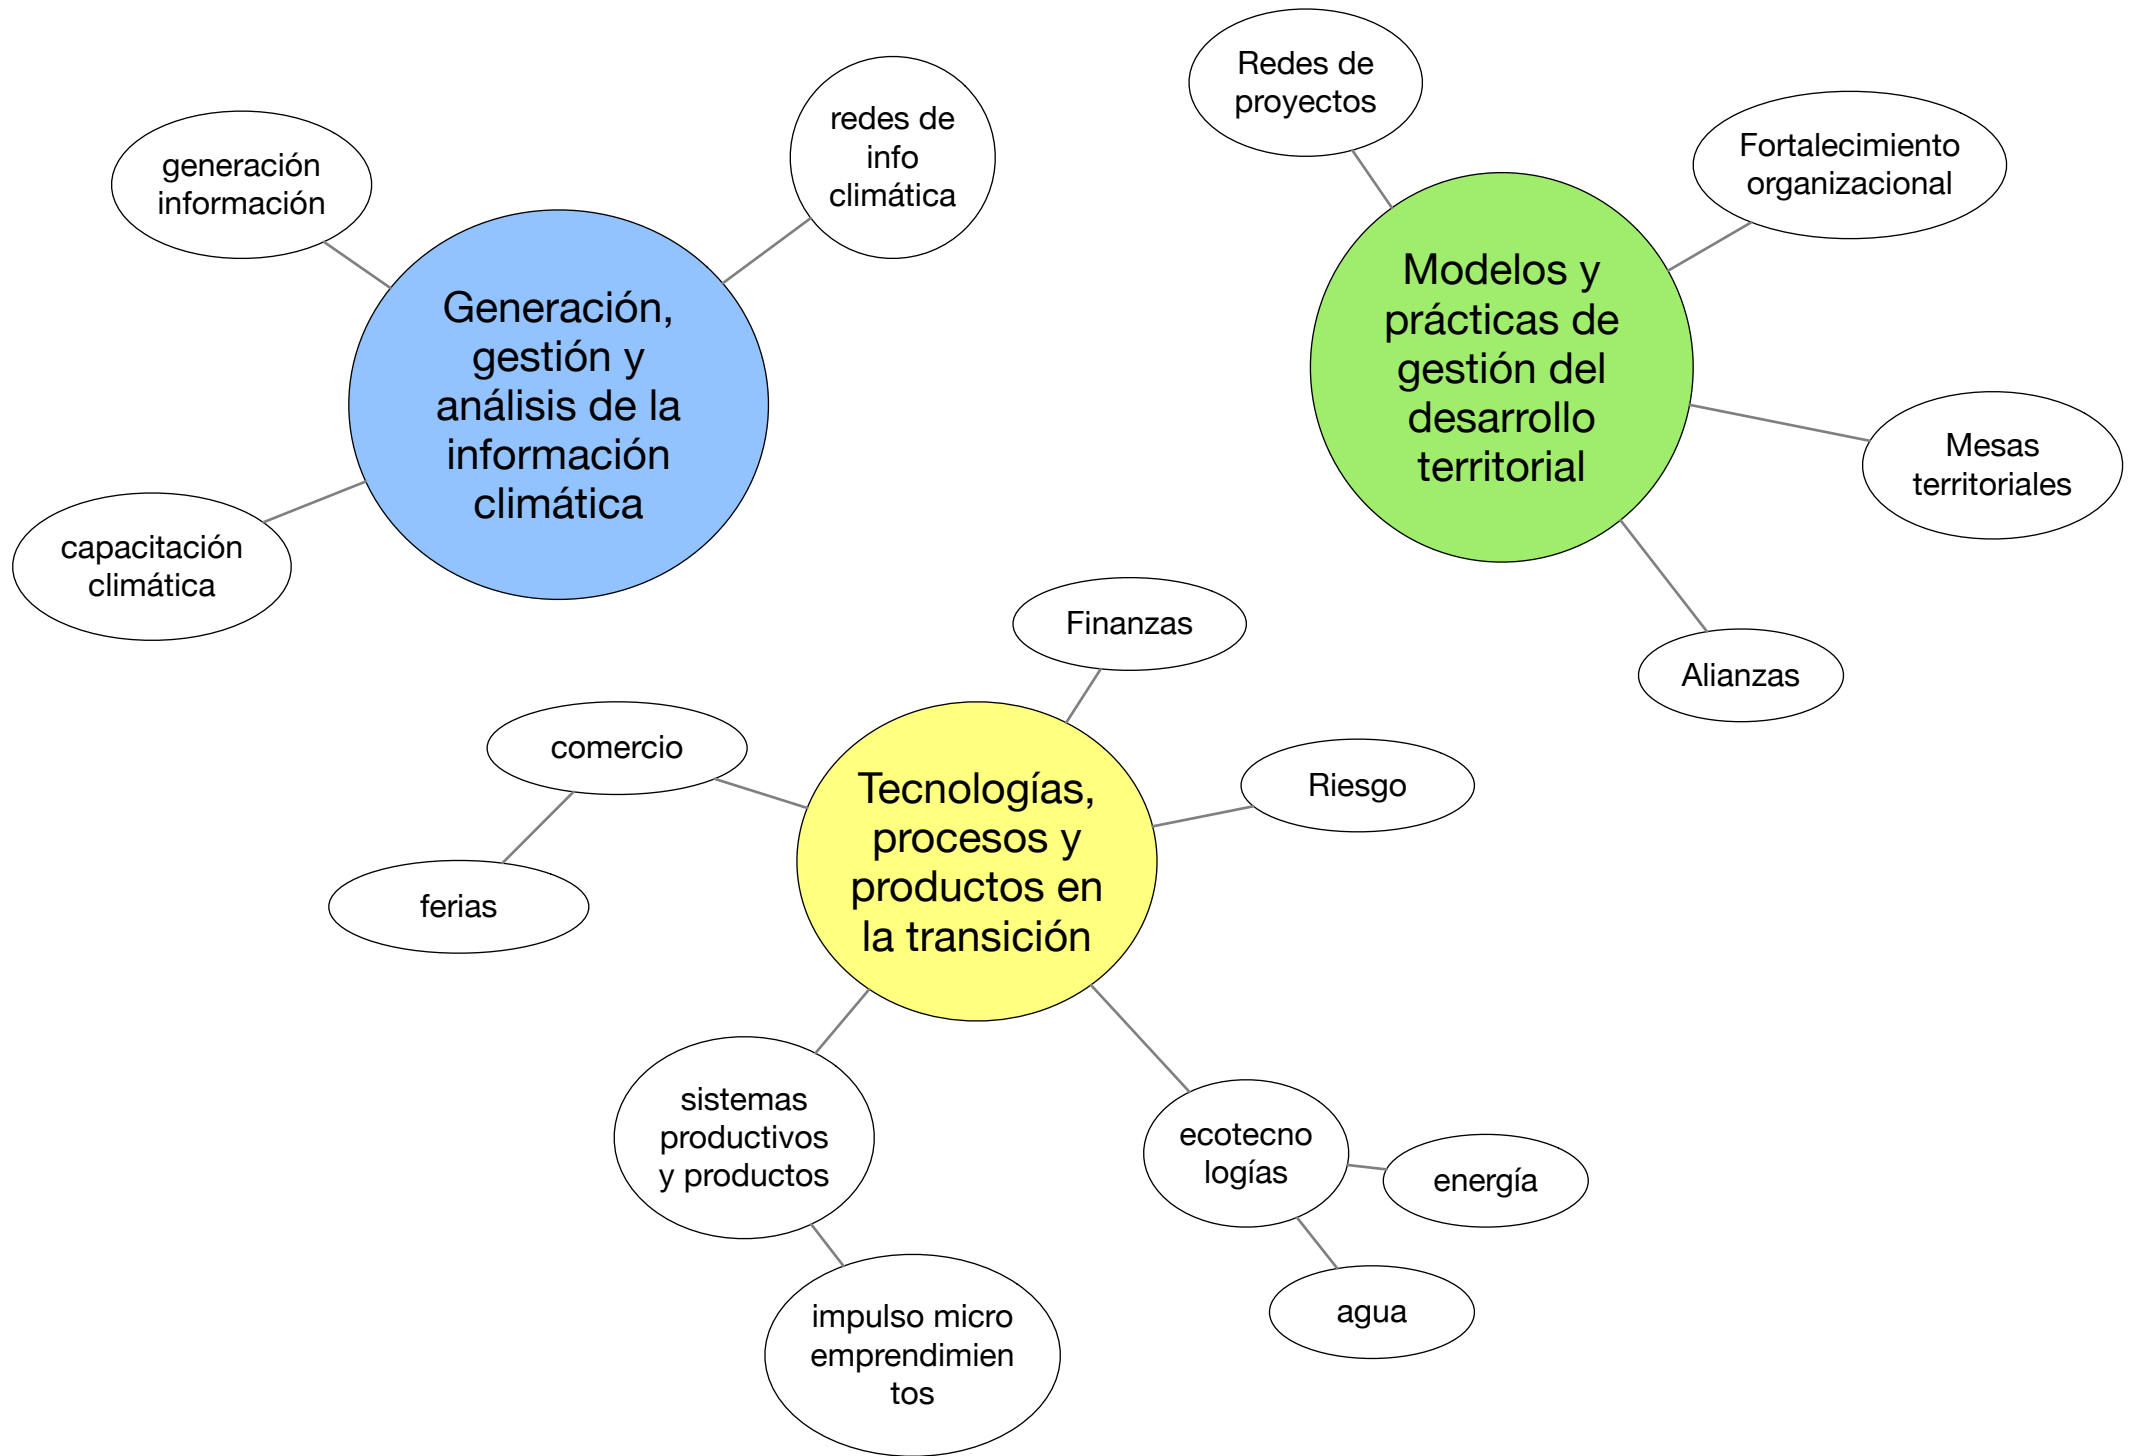 generación
información
redes de
info
climática
Generación,
gestión y
análisis de la
información
climática
capacitación
climática
Redes de
proyectos
Fortalecimiento
organizacional
Modelos y
prácticas de
gestión del
desarrollo
territorial
Mesas
territoriales
Alianzas
Finanzas
comercio
Riesgo
Tecnologías,
procesos y
productos en
la transición
ferias
sistemas
productivos
y productos
ecotecno
logías
energía
agua
impulso micro
emprendimien
tos